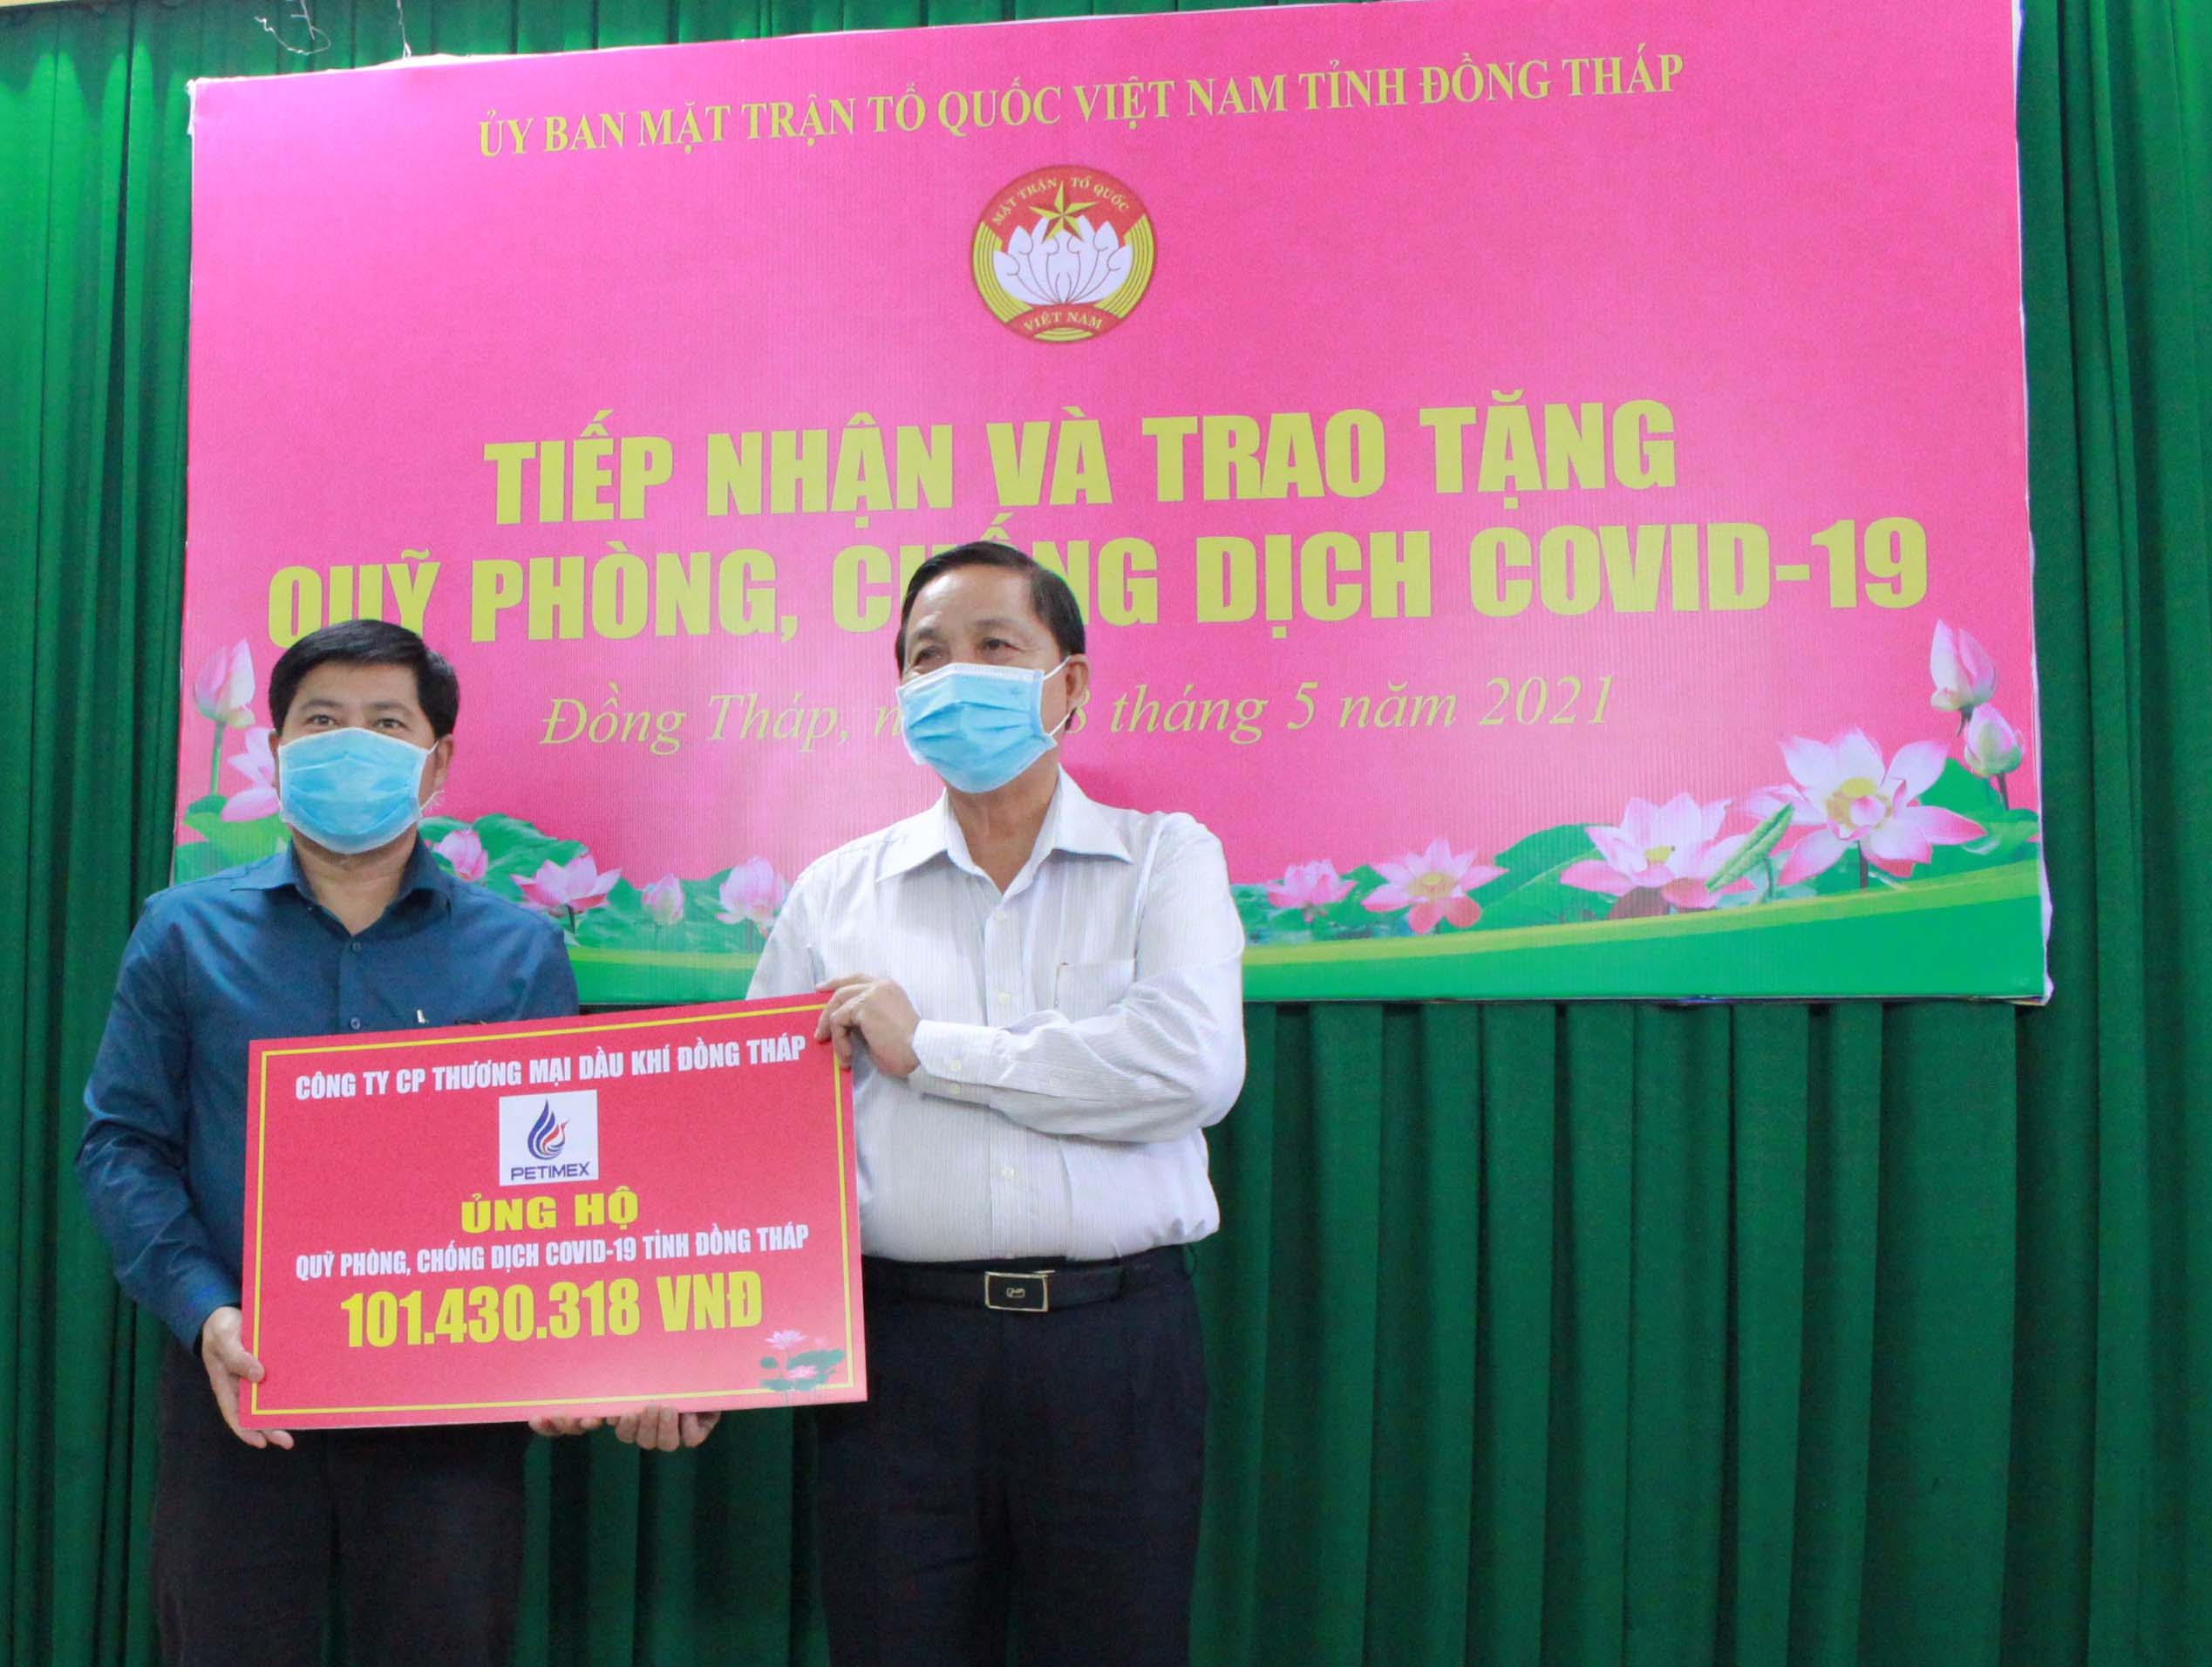 ỦY BAN MẶT TRẬN TỔ QUỐC VIỆT NAM TỈNH ĐỒNG THÁP
MẶT TRẬN TỔ QUỐC
VIỆT NAM
TIẾP NHẬN VÀ TRAO TẶNG
QUỸ PHÒNG, CHỐNG DỊCH COVID-19
Đồng Tháp, tháng 5 năm 2021
CÔNG TY CP THƯƠNG MẠI DẦU KHÍ ĐỒNG THÁP
PETIMEX
ỦNG HỘ
QUỸ PHÒNG, CHỐNG DỊCH COVID-19 TỈNH ĐỒNG THÁP
101.430.318 VNĐ